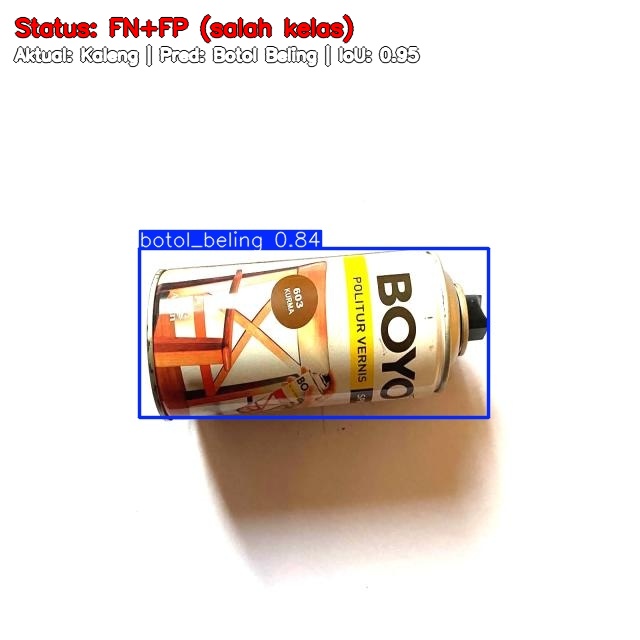 Status: FN+FP (salah kelas)
Aktual: Kaleng | Pred: Botol Beling | IoU: 0.95
botol_beling 0.84
603
KURMA
POLITUR VERNIS
BOYO
BO